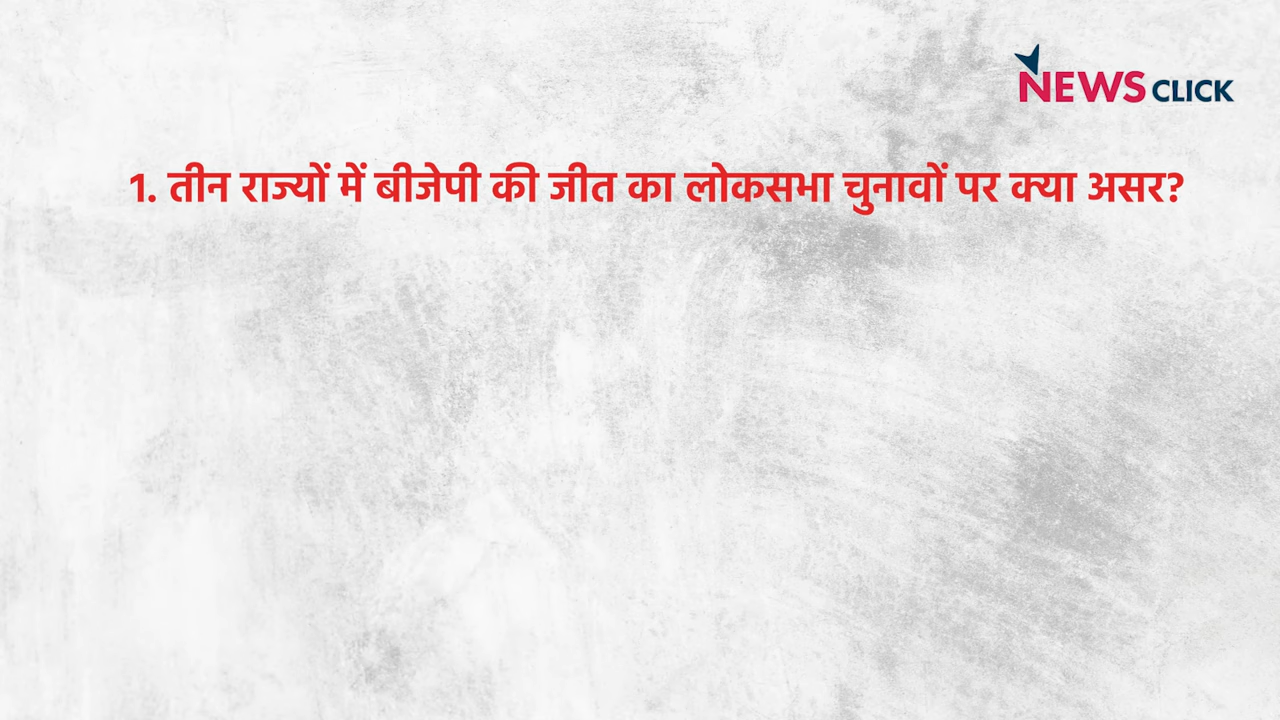 NEWS CLICK
1. तीन राज्यों में बीजेपी की जीत का लोकसभा चुनावों पर क्या असर?